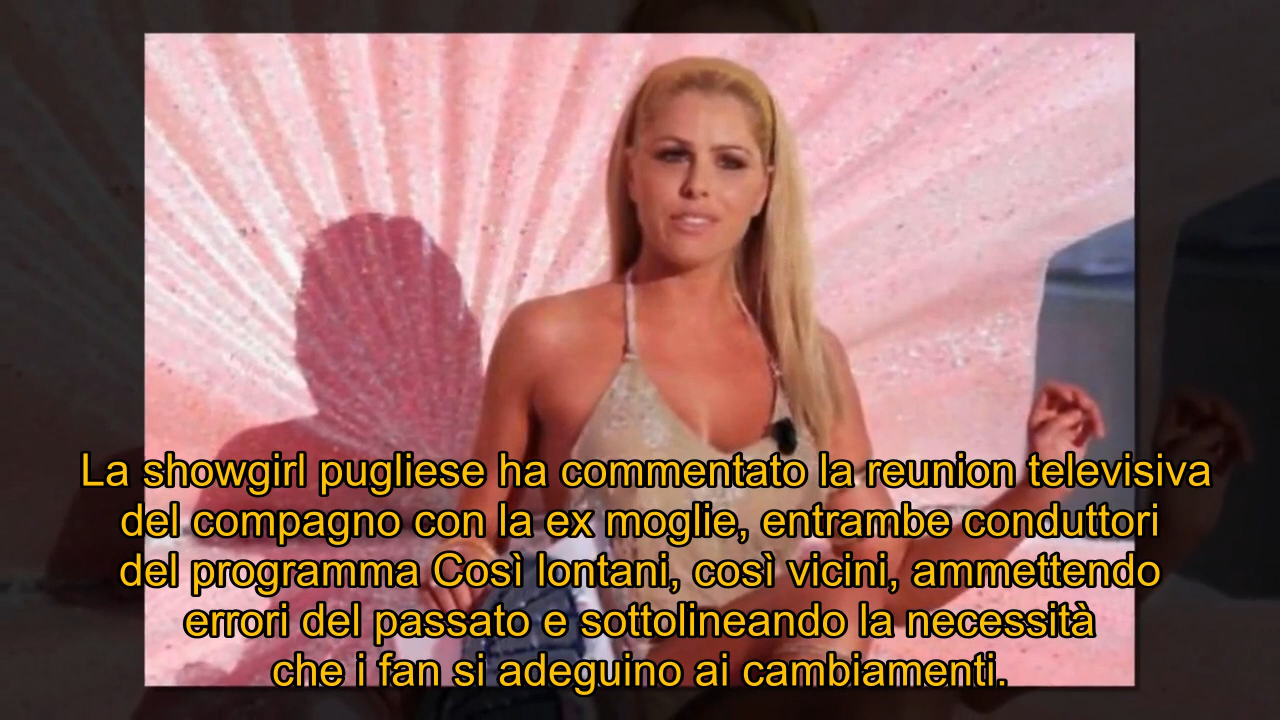 La showgirl pugliese ha commentato la reunion televisiva
del compagno con la ex moglie, entrambe conduttori
del programma Così lontani, così vicini, ammettendo
errori del passato e sottolineando la necessità
che i fan si adeguino ai cambiamenti.